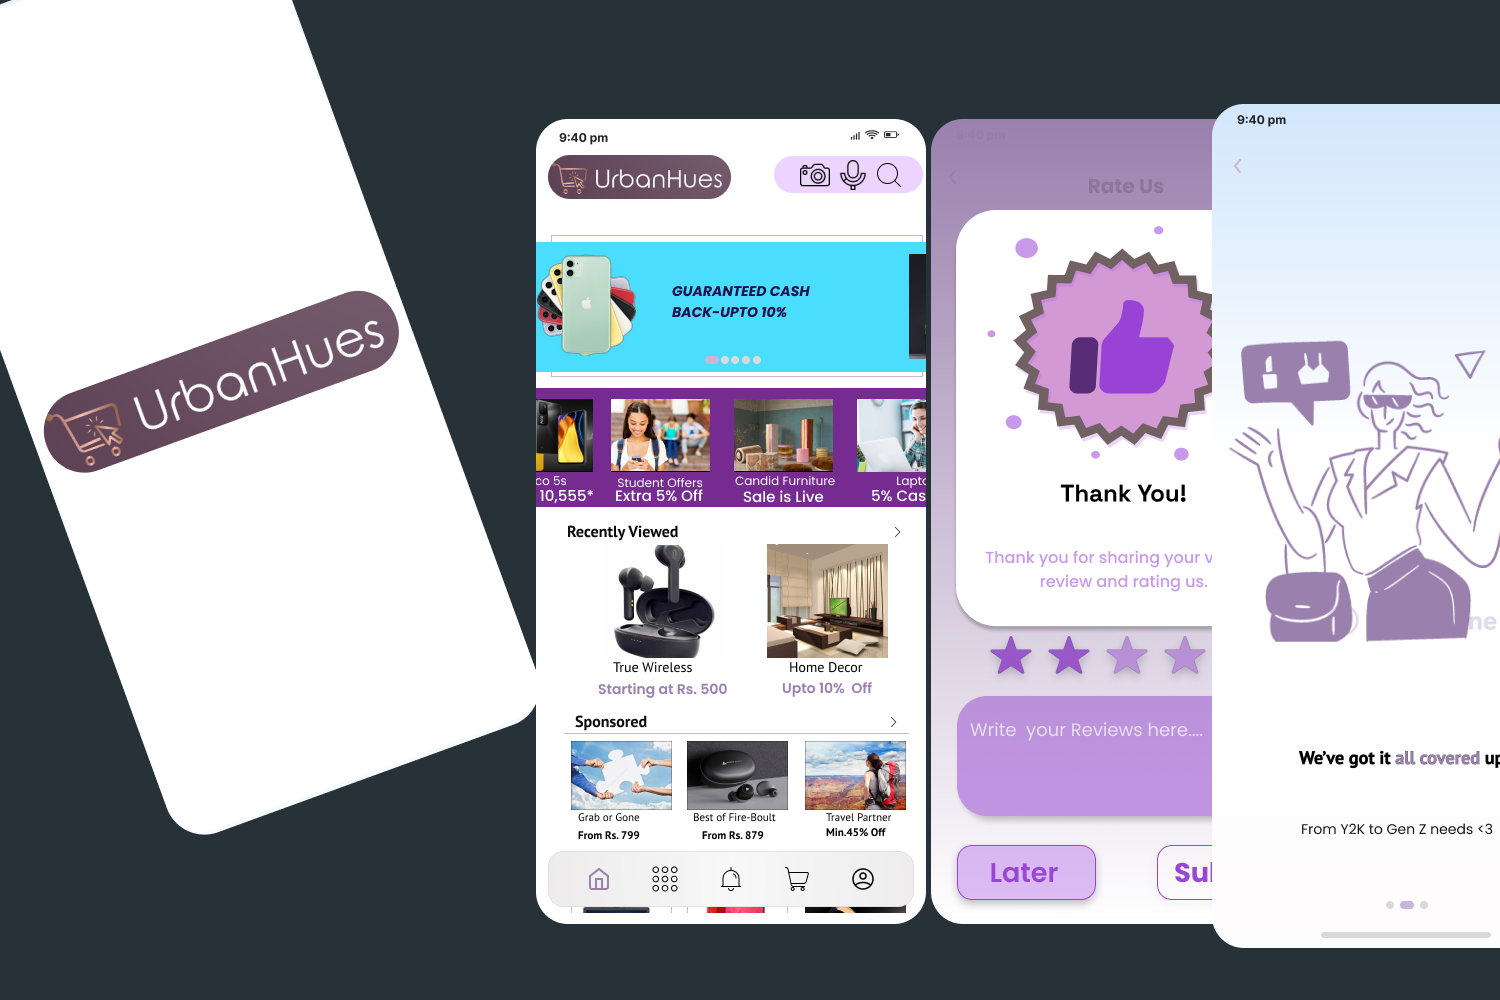 UrbanHues
9:40 pm
UrbanHues
GUARANTEED CASH
BACK-UPTO 10%
co 5s
10,555*
Student Offers
Extra 5% Off
Candid Furniture
Sale is Live
5% Cas
Recently Viewed
True Wireless
Starting at Rs. 500
Home Decor
Upto 10% Off
Sponsored
Grab or Gone
From Rs. 799
Best of Fire-Boult
From Rs. 879
Travel Partner
Min.45% Off
9:40 pm
Rate Us
Thank You!
Thank you for sharing your v
review and rating us.
Write your Reviews here....
Later
Su
9:40 pm
ne
We've got it all covered up
From Y2K to Gen Z needs <3